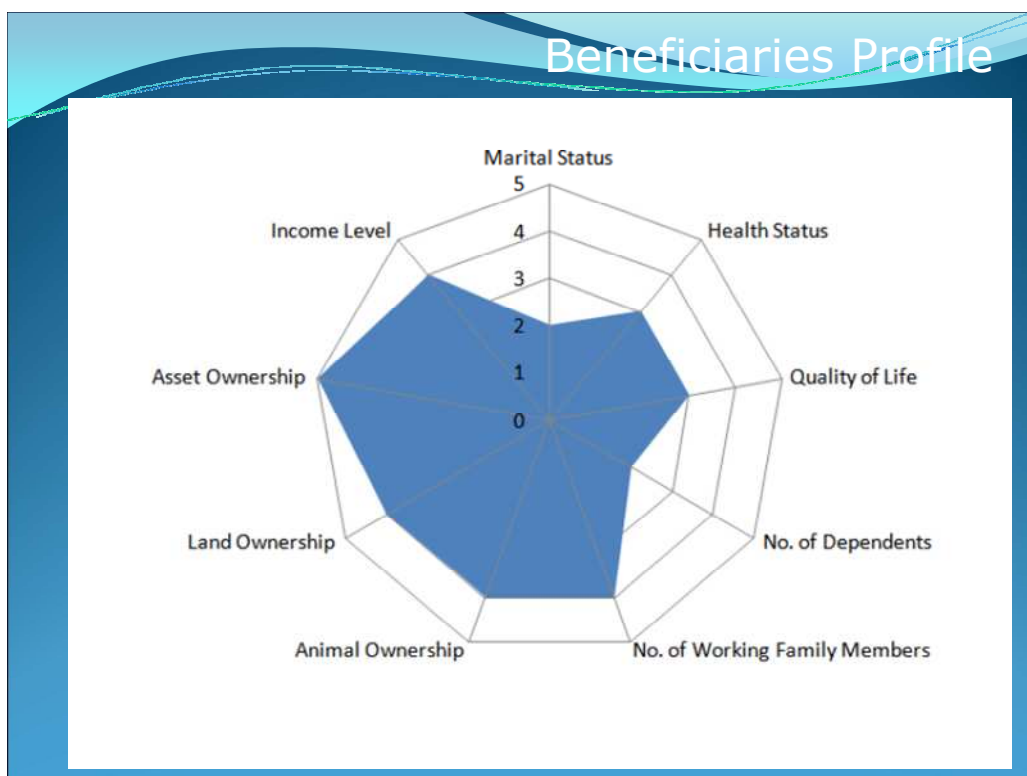 Beneficiaries Profile
Marital Status
5
Income Level
4
Health Status
3
2
Asset Ownership
1
Quality of Life
0
Land Ownership
No. of Dependents
Animal Ownership
No. of Working Family Members